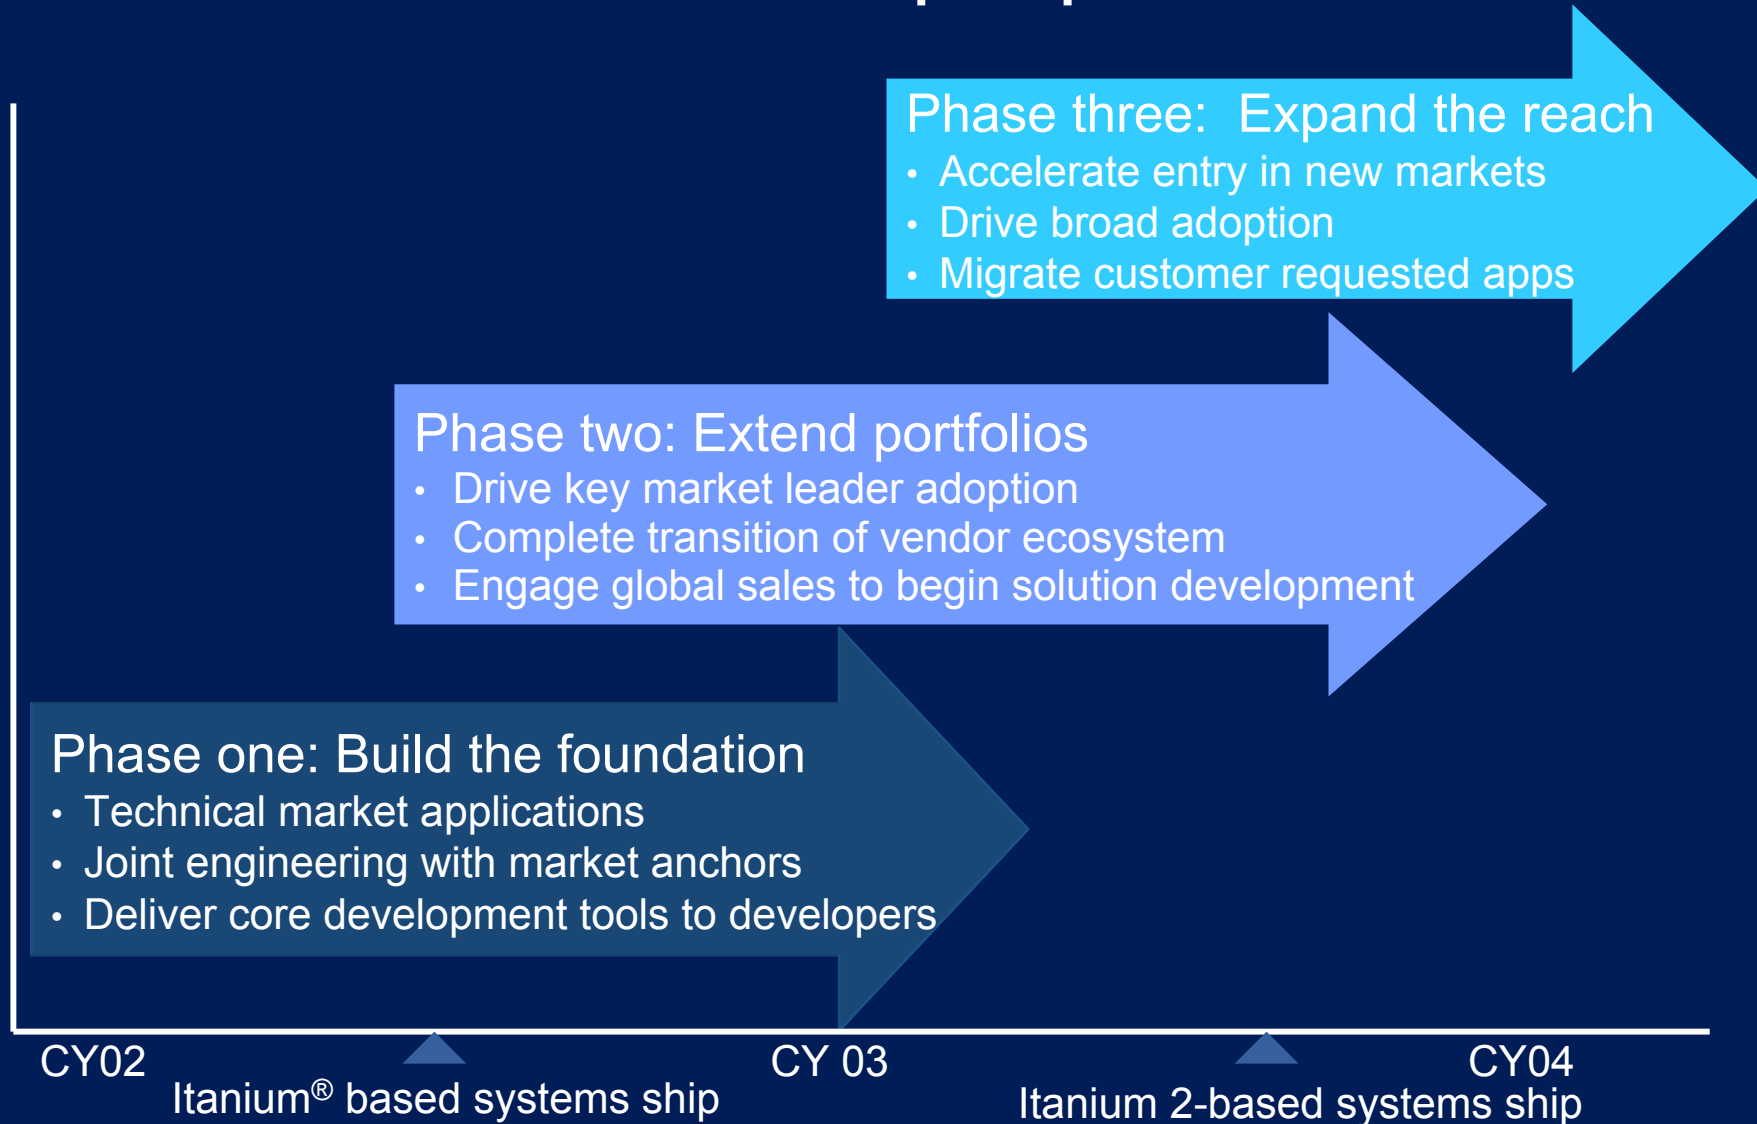 Phase three:  Expand the reach
• Accelerate entry in new markets
• Drive broad adoption
• Migrate customer requested apps
Phase two: Extend portfolios
• Drive key market leader adoption
• Complete transition of vendor ecosystem
• Engage global sales to begin solution development
Phase one: Build the foundation
• Technical market applications
• Joint engineering with market anchors
• Deliver core development tools to developers
CY02
CY 03
CY04
Itanium® based systems ship
Itanium 2-based systems ship